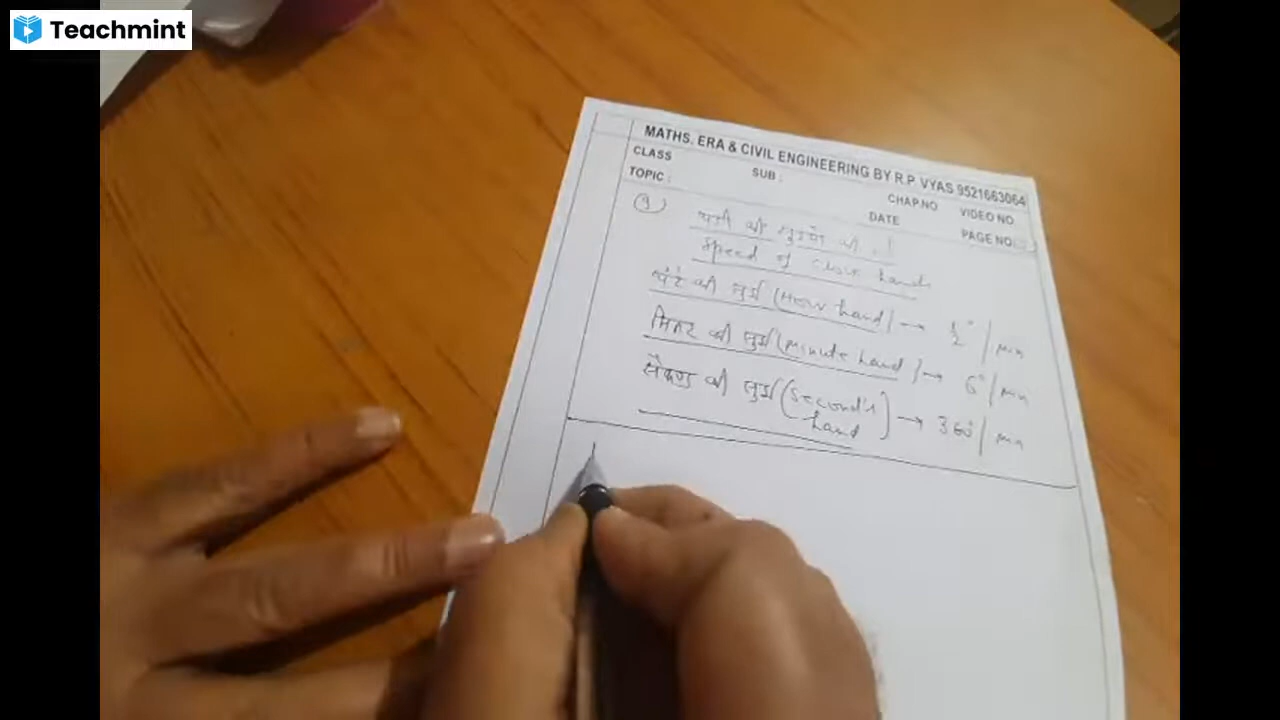 Teachmint
MATHS. ERA & CIVIL ENGINEERING BY R.P. VYAS 9521663064
CLASS SUB : CHAP.NO VIDEO NO.
TOPIC : DATE PAGE NO.
घड़ी की सुइयों की
Speed of clock hands
घंटे की सुई (Hour hand) → 1/2° / min
मिनट की सुई (minute hand) → 6° / min
सैकण्ड की सुई (Second's hand) → 360° / min